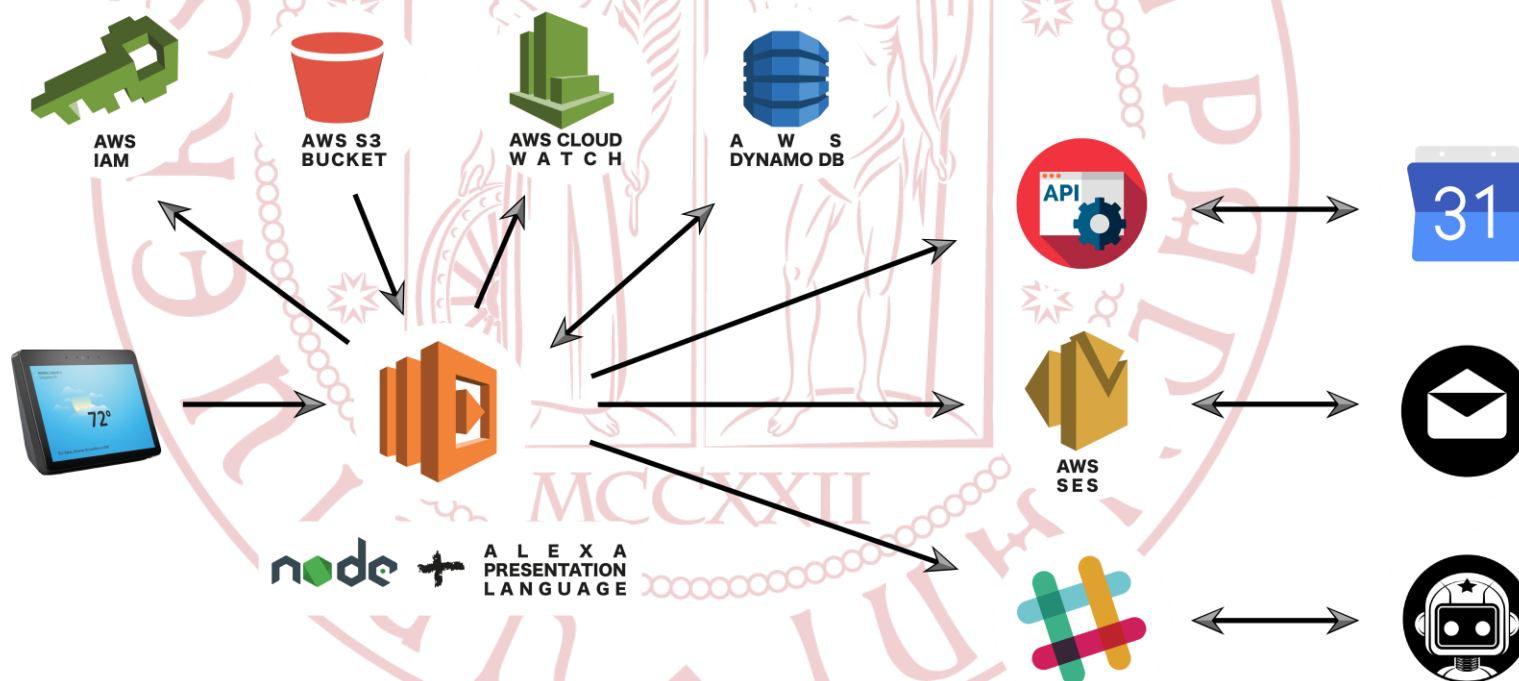 AWS
IAM
AWS S3
BUCKET
AWS CLOUD
WATCH
AWS
DYNAMO DB
API
31
72°
AWS
SES
MCCXXII
node
ALEXA
PRESENTATION
LANGUAGE